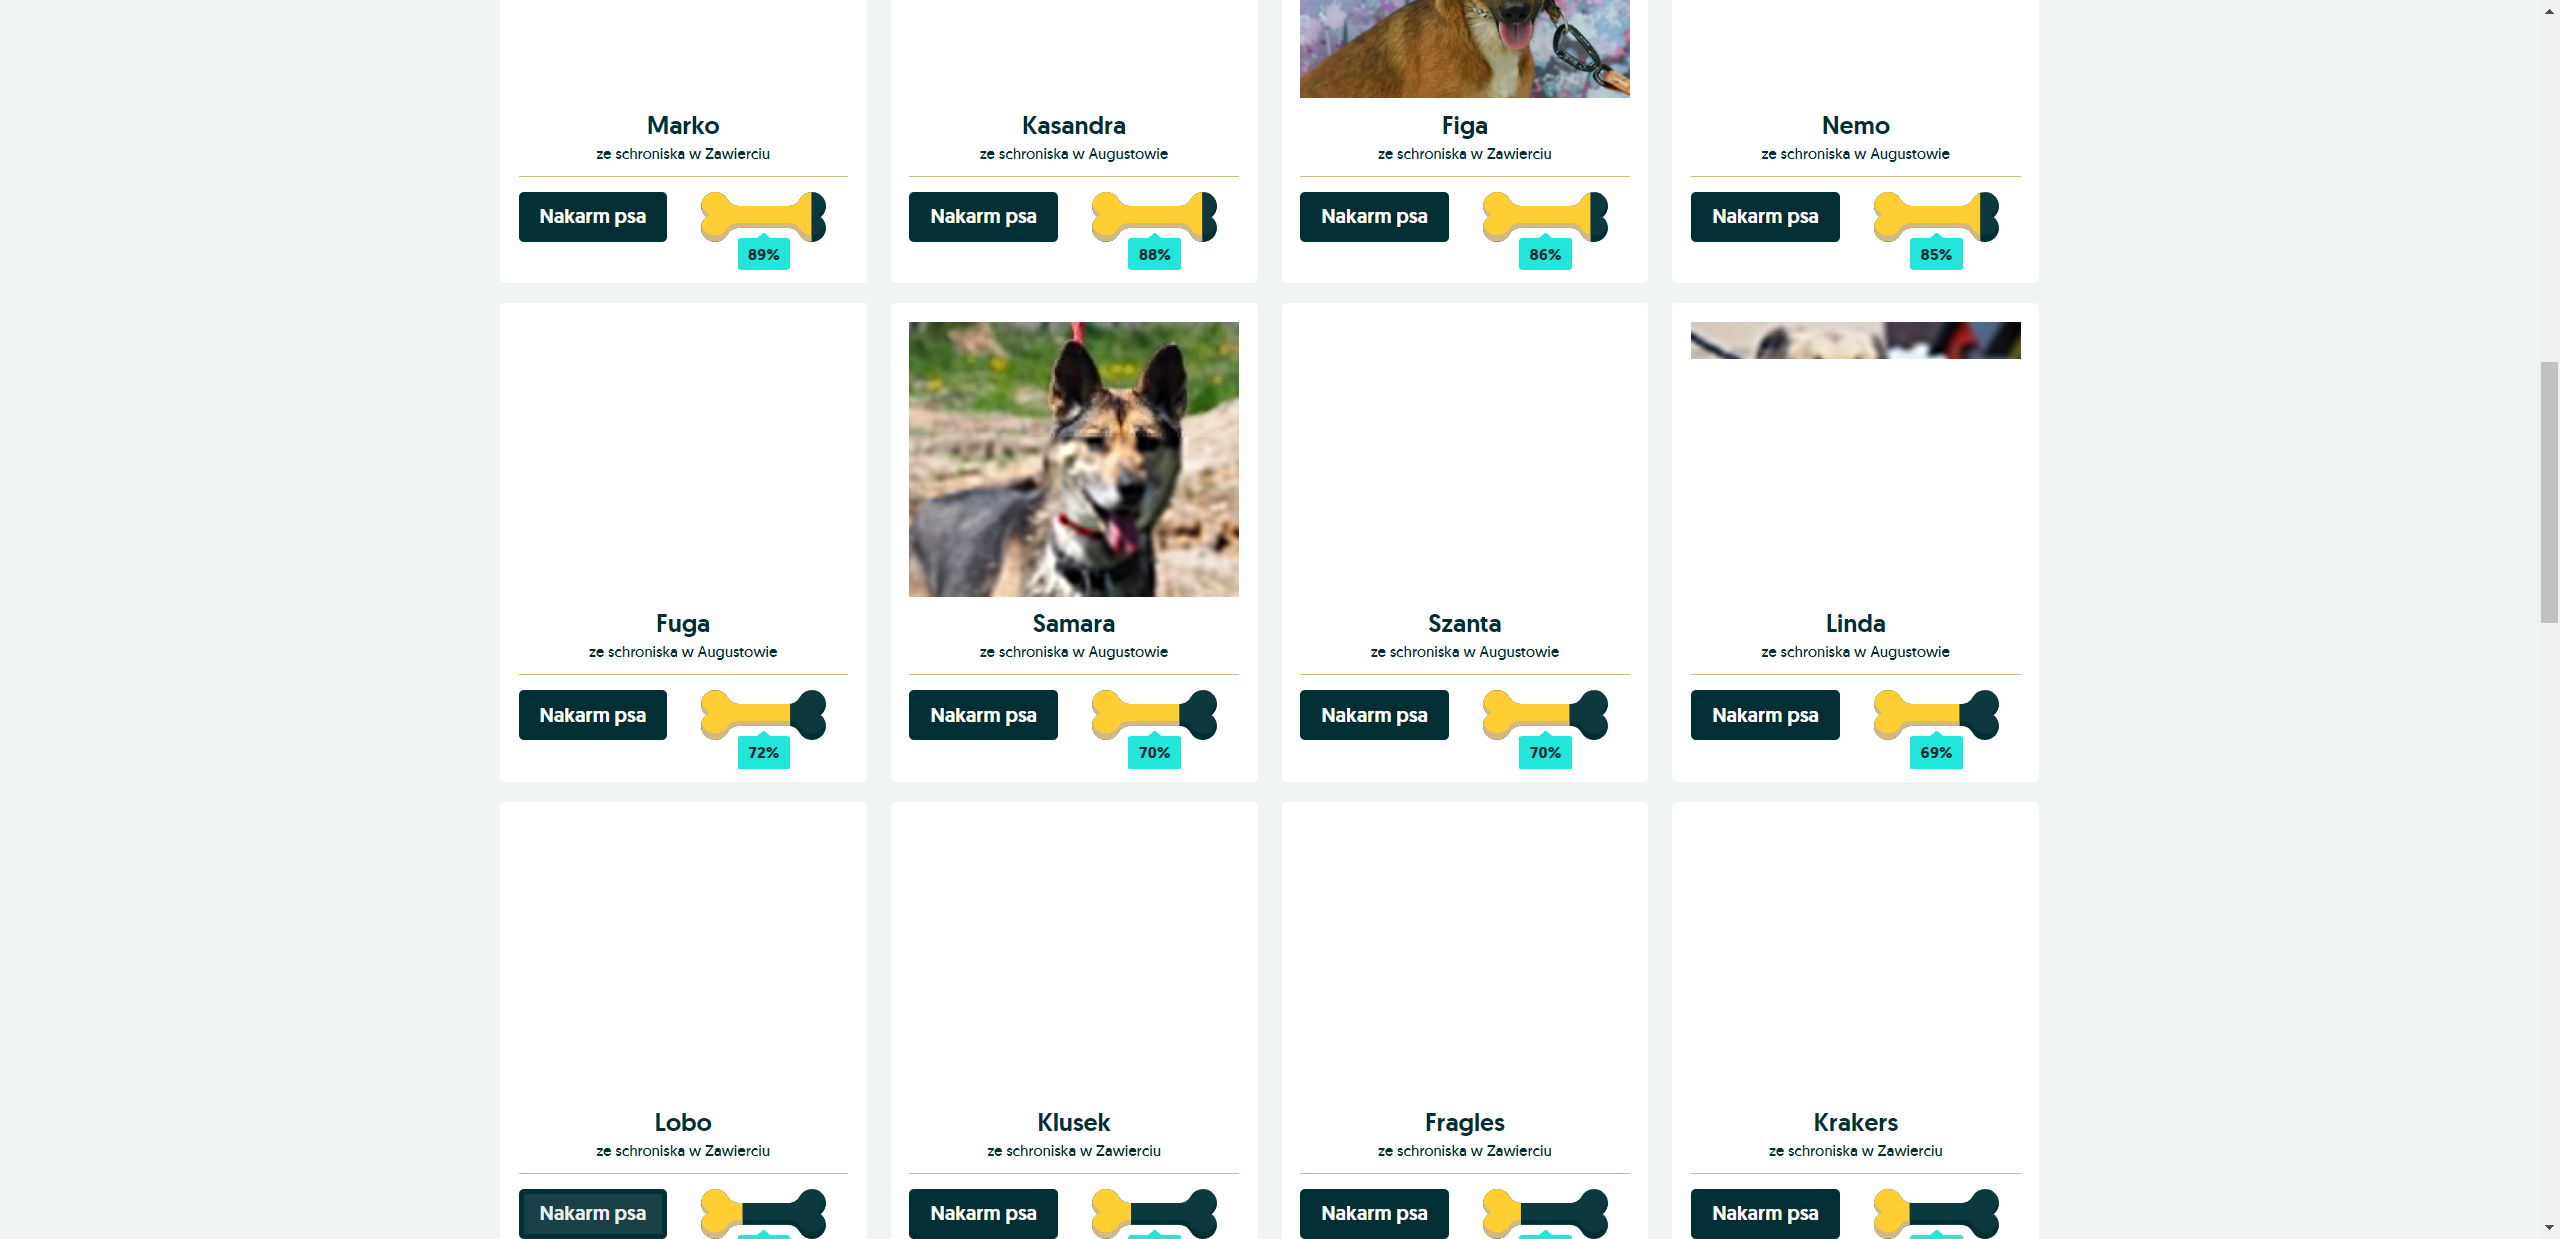 Marko
ze schroniska w Zawierciu
Nakarm psa
89%
Kasandra
ze schroniska w Augustowie
Nakarm psa
88%
Figa
ze schroniska w Zawierciu
Nakarm psa
86%
Nemo
ze schroniska w Augustowie
Nakarm psa
85%
Fuga
ze schroniska w Augustowie
Nakarm psa
72%
Samara
ze schroniska w Augustowie
Nakarm psa
70%
Szanta
ze schroniska w Augustowie
Nakarm psa
70%
Linda
ze schroniska w Augustowie
Nakarm psa
69%
Lobo
ze schroniska w Zawierciu
Nakarm psa
Klusek
ze schroniska w Zawierciu
Nakarm psa
Fragles
ze schroniska w Zawierciu
Nakarm psa
Krakers
ze schroniska w Zawierciu
Nakarm psa